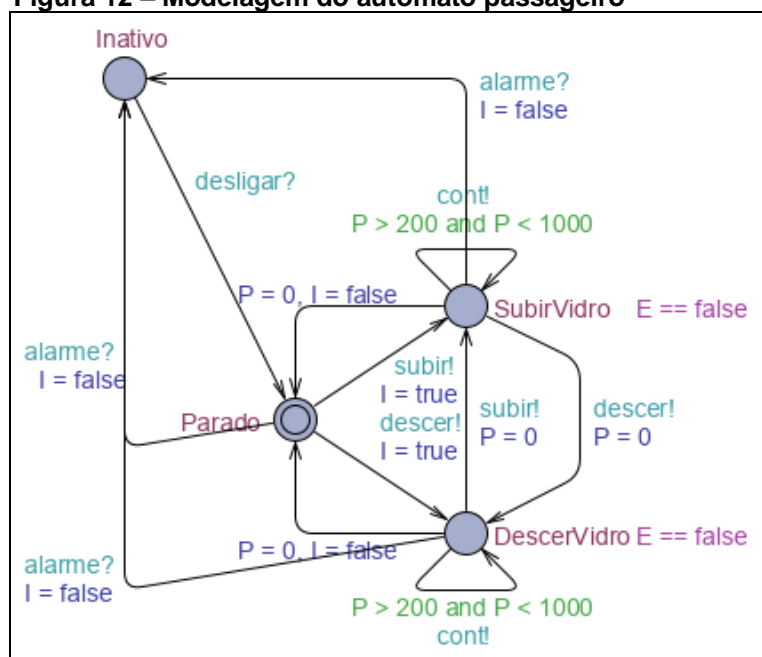 Figura 12 – Modelagem do autômato passageiro
Inativo
alarme?
I = false
desligar?
cont!
P > 200 and P < 1000
P = 0, I = false
SubirVidro
E == false
alarme?
I = false
subir!
I = true
descer!
I = true
subir!
P = 0
descer!
P = 0
Parado
DescerVidro
E == false
P = 0, I = false
alarme?
I = false
P > 200 and P < 1000
cont!